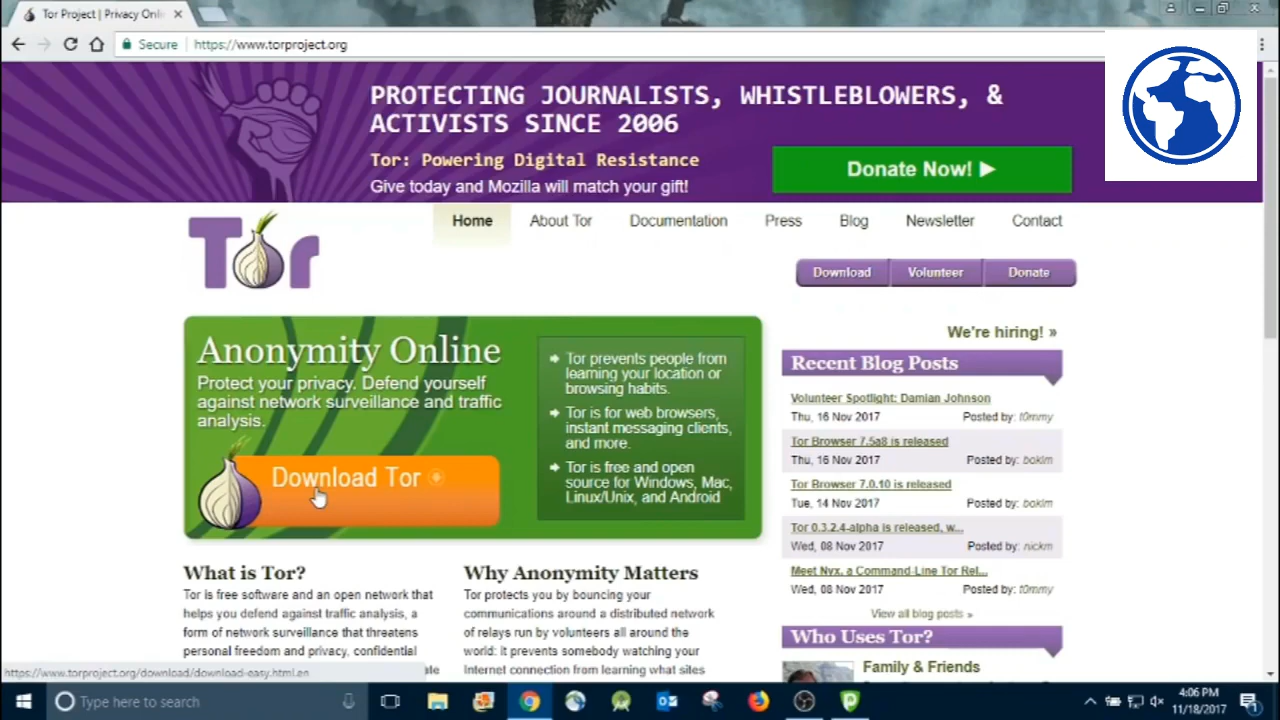 Tor Project | Privacy Onli
Secure
https://www.torproject.org
PROTECTING JOURNALISTS, WHISTLEBLOWERS, &
ACTIVISTS SINCE 2006
Tor: Powering Digital Resistance
Give today and Mozilla will match your gift!
Donate Now!
Tor
Home
About Tor
Documentation
Press
Blog
Newsletter
Contact
Download
Volunteer
Donate
Anonymity Online
Protect your privacy. Defend yourself
against network surveillance and traffic
analysis.
Download Tor
Tor prevents people from
learning your location or
browsing habits.
Tor is for web browsers,
instant messaging clients,
and more.
Tor is free and open
source for Windows, Mac,
Linux/Unix, and Android
We're hiring! »
Recent Blog Posts
Volunteer Spotlight: Damian Johnson
Thu, 16 Nov 2017 Posted by: t0mmy
Tor Browser 7.5a8 is released
Thu, 16 Nov 2017 Posted by: boklm
Tor Browser 7.0.10 is released
Tue, 14 Nov 2017 Posted by: boklm
Tor 0.3.2.4-alpha is released, w...
Wed, 08 Nov 2017 Posted by: nickm
Meet Nyx, a Command-Line Tor Rel...
Wed, 08 Nov 2017 Posted by: t0mmy
View all blog posts »
Who Uses Tor?
Family & Friends
What is Tor?
Tor is free software and an open network that
helps you defend against traffic analysis, a
form of network surveillance that threatens
personal freedom and privacy, confidential
Why Anonymity Matters
Tor protects you by bouncing your
communications around a distributed network
of relays run by volunteers all around the
world: it prevents somebody watching your
Internet connection from learning what sites
https://www.torproject.org/download/download-easy.html.en
Type here to search
4:06 PM
11/18/2017